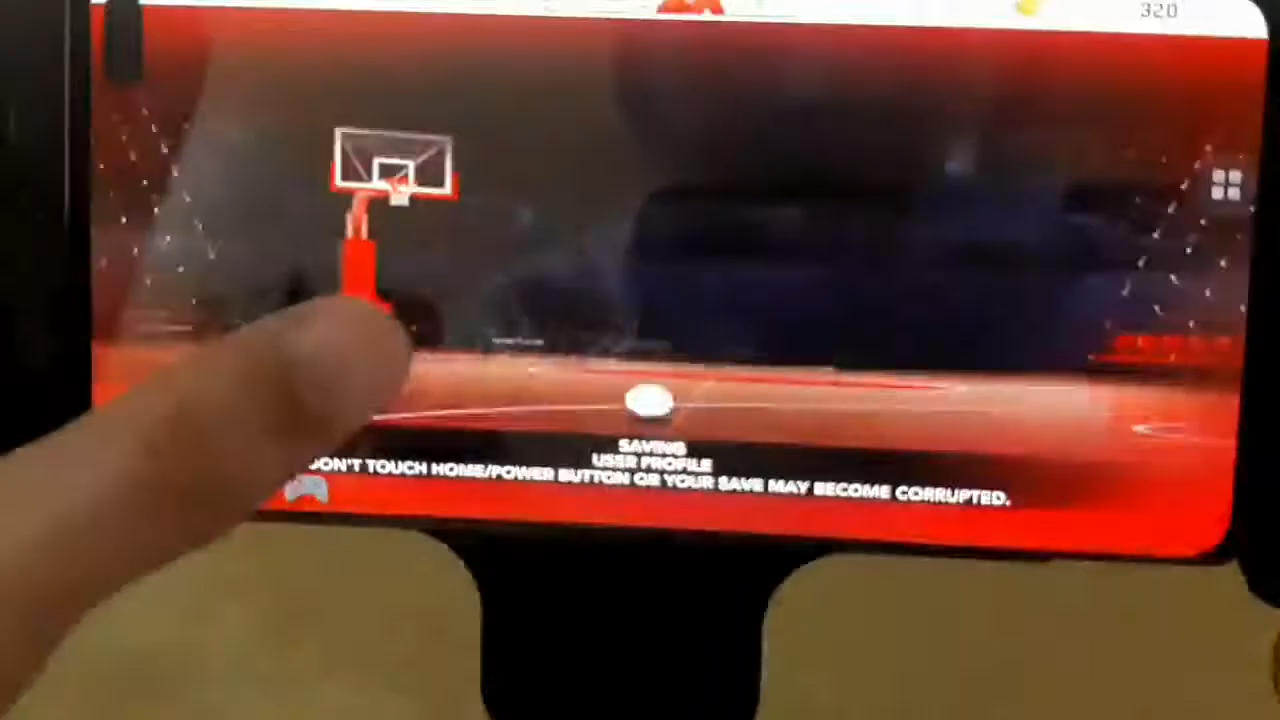 320
SAVING
USER PROFILE
DON'T TOUCH HOME/POWER BUTTON OR YOUR SAVE MAY BECOME CORRUPTED.